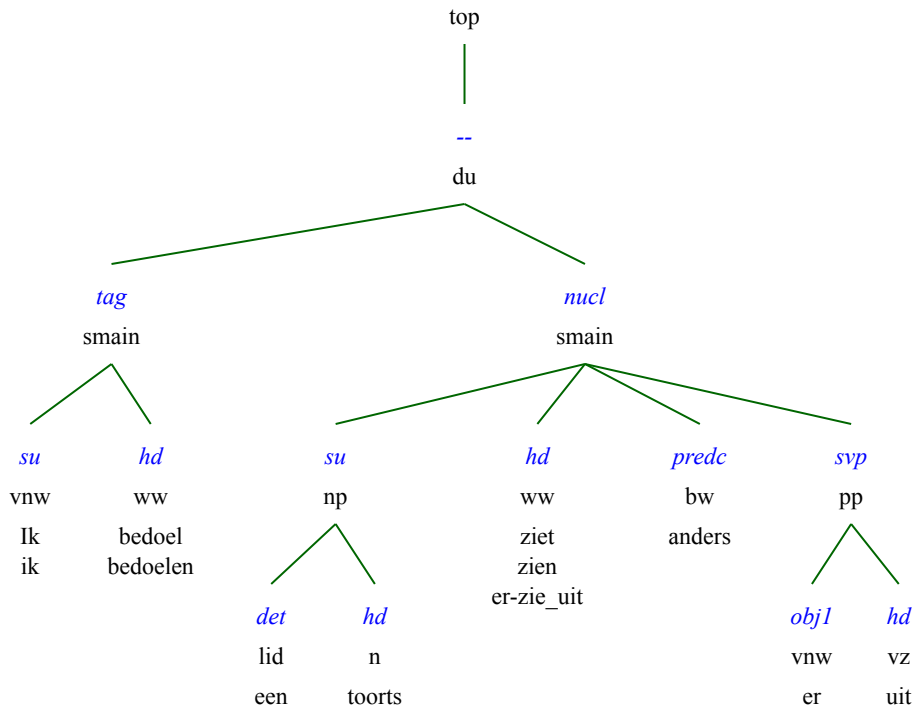 top
--
du
tag nucl
smain smain
su hd su hd predc svp
vnw ww np ww bw pp
Ik bedoel ziet anders
ik bedoelen zien
er-zie_uit
det hd obj1 hd
lid n vnw vz
een toorts er uit